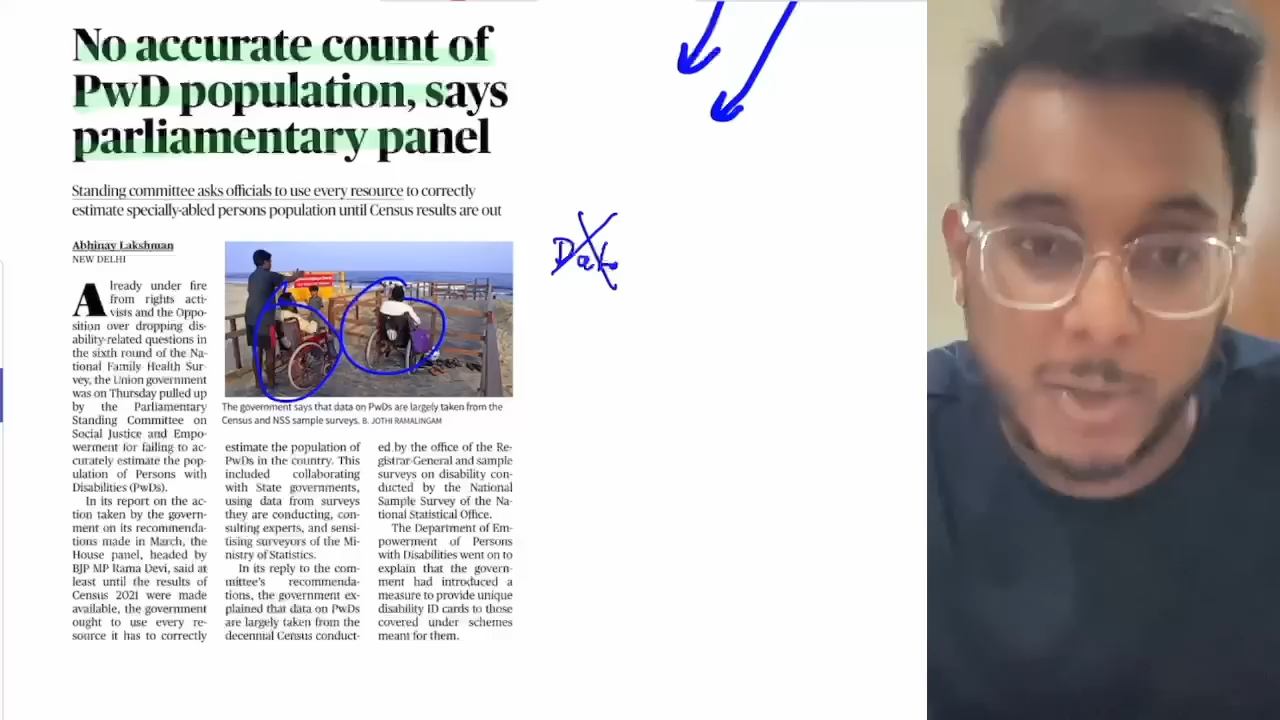 No accurate count of
PwD population, says
parliamentary panel
Standing committee asks officials to use every resource to correctly
estimate specially-abled persons population until Census results are out
Abhinay Lakshman
NEW DELHI
Already under fire
from rights acti-
vists and the Oppo-
sition over dropping dis-
ability-related questions in
the sixth round of the Na-
tional Family Health Sur-
vey, the Union government
was on Thursday pulled up
by the Parliamentary
Standing Committee on
Social Justice and Empo-
werment for failing to ac-
curately estimate the pop-
ulation of Persons with
Disabilities (PwDs).
In its report on the ac-
tion taken by the govern-
ment on its recommenda-
tions made in March, the
House panel, headed by
BJP MP Rama Devi, said at
least until the results of
Census 2021 were made
available, the government
ought to use every re-
source it has to correctly
The government says that data on PwDs are largely taken from the
Census and NSS sample surveys. B. JOTHI RAMALINGAM
estimate the population of
PwDs in the country. This
included collaborating
with State governments,
using data from surveys
they are conducting, con-
sulting experts, and sensi-
tising surveyors of the Mi-
nistry of Statistics.
In its reply to the com-
mittee's recommenda-
tions, the government ex-
plained that data on PwDs
are largely taken from the
decennial Census conduct-
ed by the office of the Re-
gistrar-General and sample
surveys on disability con-
ducted by the National
Sample Survey of the Na-
tional Statistical Office.
The Department of Em-
powerment of Persons
with Disabilities went on to
explain that the govern-
ment had introduced a
measure to provide unique
disability ID cards to those
covered under schemes
meant for them.
Data